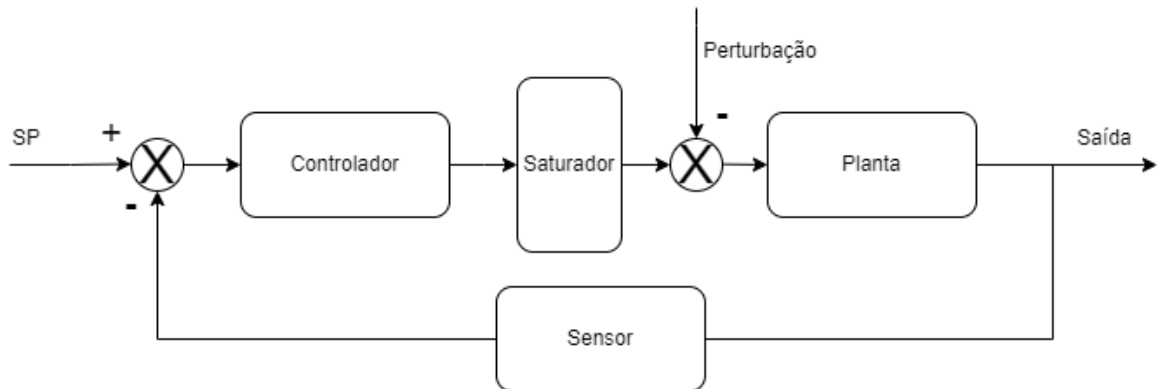 Perturbação
SP
+
-
Controlador
Saturador
-
Planta
Saída
Sensor